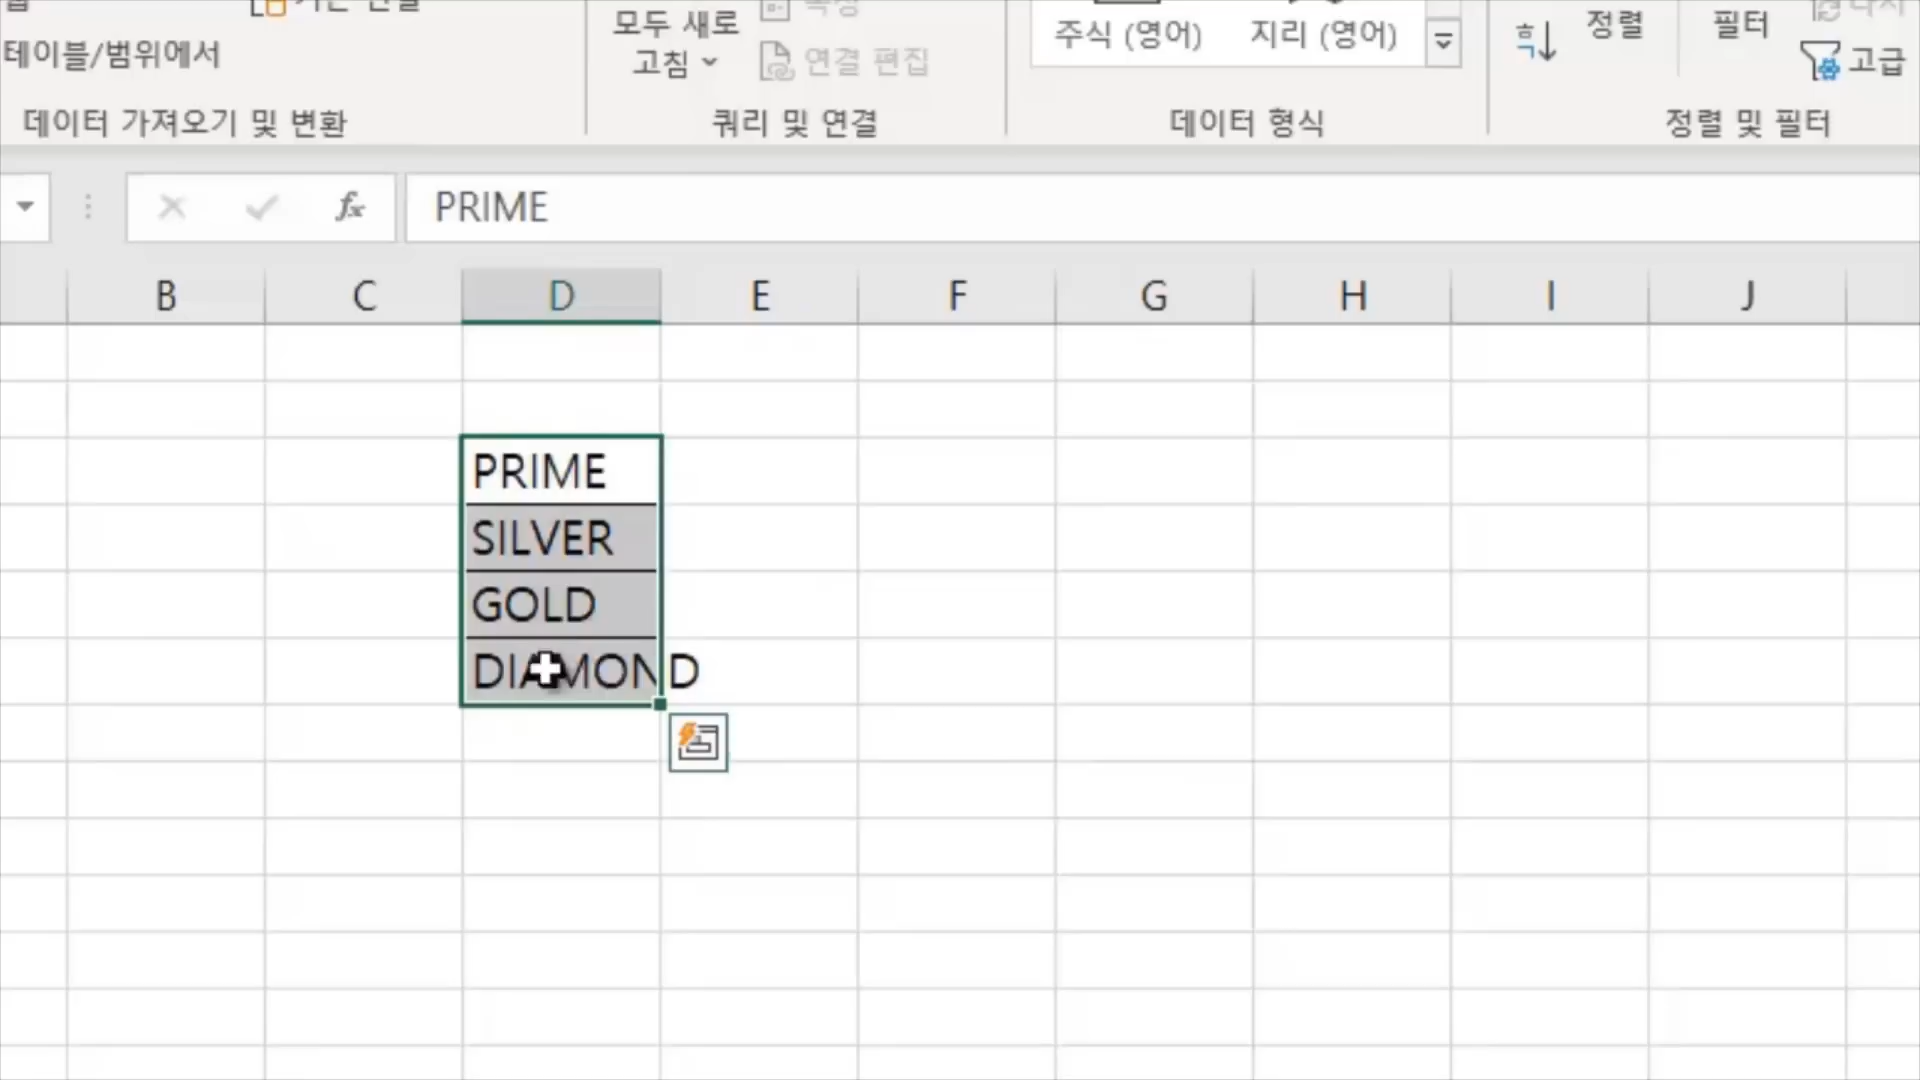 모두 새로
정렬
필터
주식 (영어)
지리 (영어)
테이블/범위에서
고침
연결 편집
고급
데이터 가져오기 및 변환
쿼리 및 연결
데이터 형식
정렬 및 필터
fx
PRIME
B
C
D
E
F
G
H
I
J
PRIME
SILVER
GOLD
DIAMOND